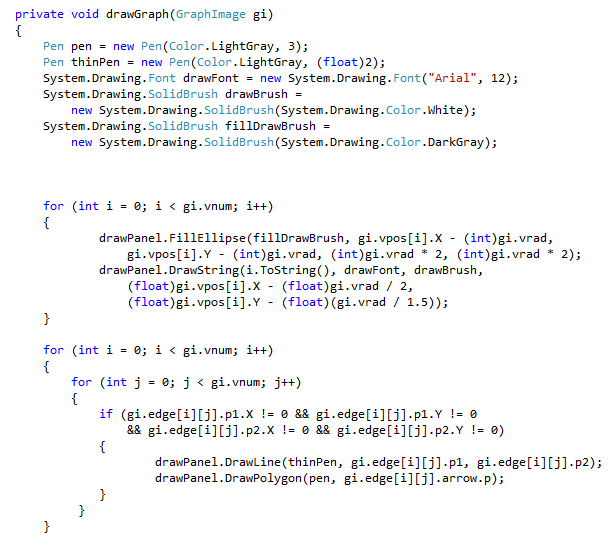 private void drawGraph(GraphImage gi)
{
    Pen pen = new Pen(Color.LightGray, 3);
    Pen thinPen = new Pen(Color.LightGray, (float)2);
    System.Drawing.Font drawFont = new System.Drawing.Font("Arial", 12);
    System.Drawing.SolidBrush drawBrush =
        new System.Drawing.SolidBrush(System.Drawing.Color.White);
    System.Drawing.SolidBrush fillDrawBrush =
        new System.Drawing.SolidBrush(System.Drawing.Color.DarkGray);
    for (int i = 0; i < gi.vnum; i++)
    {
            drawPanel.FillEllipse(fillDrawBrush, gi.vpos[i].X - (int)gi.vrad,
                gi.vpos[i].Y - (int)gi.vrad, (int)gi.vrad * 2, (int)gi.vrad * 2);
            drawPanel.DrawString(i.ToString(), drawFont, drawBrush,
                (float)gi.vpos[i].X - (float)gi.vrad / 2,
                (float)gi.vpos[i].Y - (float)(gi.vrad / 1.5));
    }
    for (int i = 0; i < gi.vnum; i++)
    {
        for (int j = 0; j < gi.vnum; j++)
        {
            if (gi.edge[i][j].p1.X != 0 && gi.edge[i][j].p1.Y != 0
                && gi.edge[i][j].p2.X != 0 && gi.edge[i][j].p2.Y != 0)
            {
                    drawPanel.DrawLine(thinPen, gi.edge[i][j].p1, gi.edge[i][j].p2);
                    drawPanel.DrawPolygon(pen, gi.edge[i][j].arrow.p);
            }
         }
    }